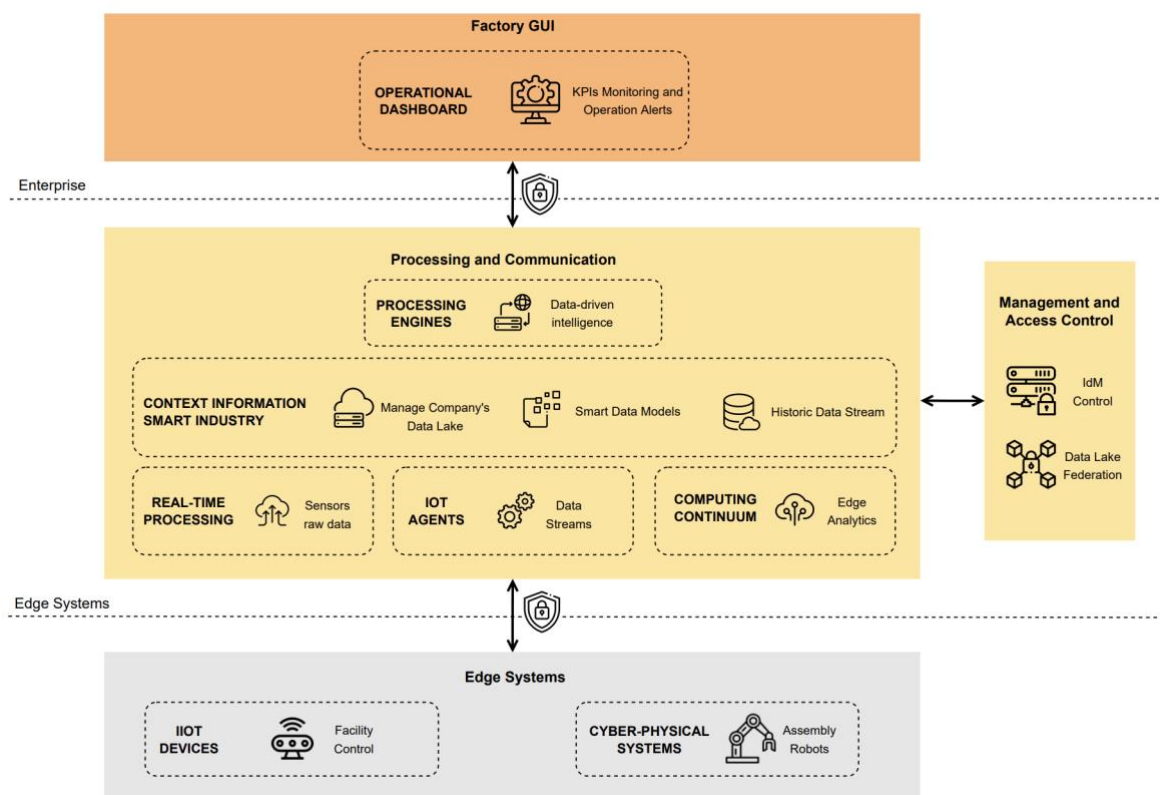 Factory GUI
OPERATIONAL
DASHBOARD
KPIs Monitoring and
Operation Alerts
Enterprise
Processing and Communication
PROCESSING
ENGINES
Data-driven
intelligence
CONTEXT INFORMATION
SMART INDUSTRY
Manage Company's
Data Lake
Smart Data Models
Historic Data Stream
REAL-TIME
PROCESSING
Sensors
raw data
IOT
AGENTS
Data
Streams
COMPUTING
CONTINUUM
Edge
Analytics
Management and
Access Control
IdM
Control
Data Lake
Federation
Edge Systems
Edge Systems
IIOT
DEVICES
Facility
Control
CYBER-PHYSICAL
SYSTEMS
Assembly
Robots